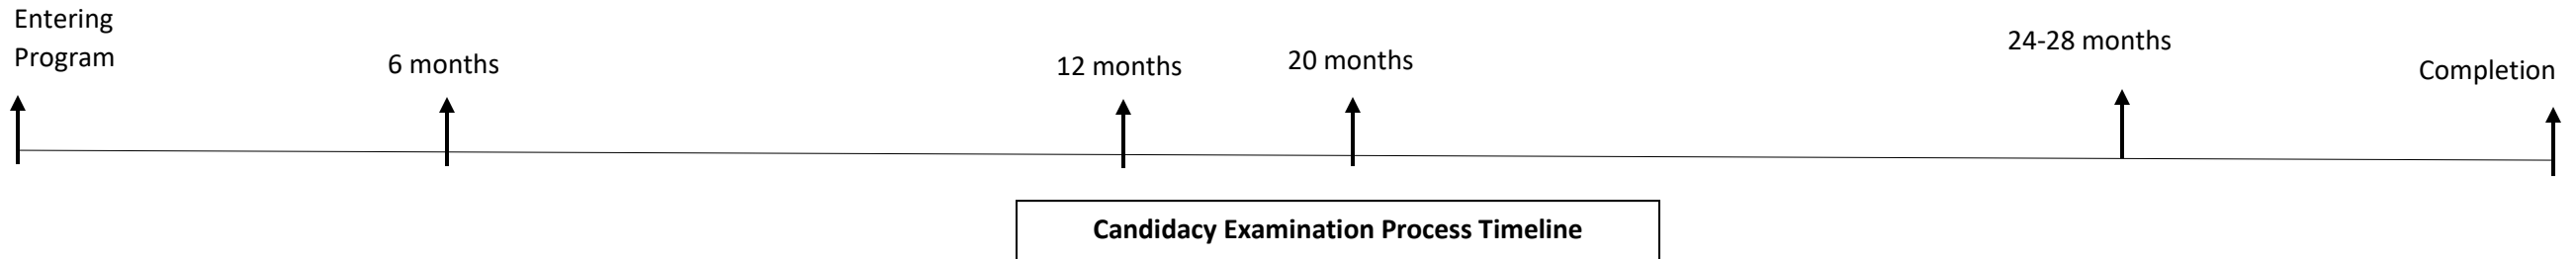 Entering
Program
6 months
12 months
20 months
24-28 months
Completion
Candidacy Examination Process Timeline